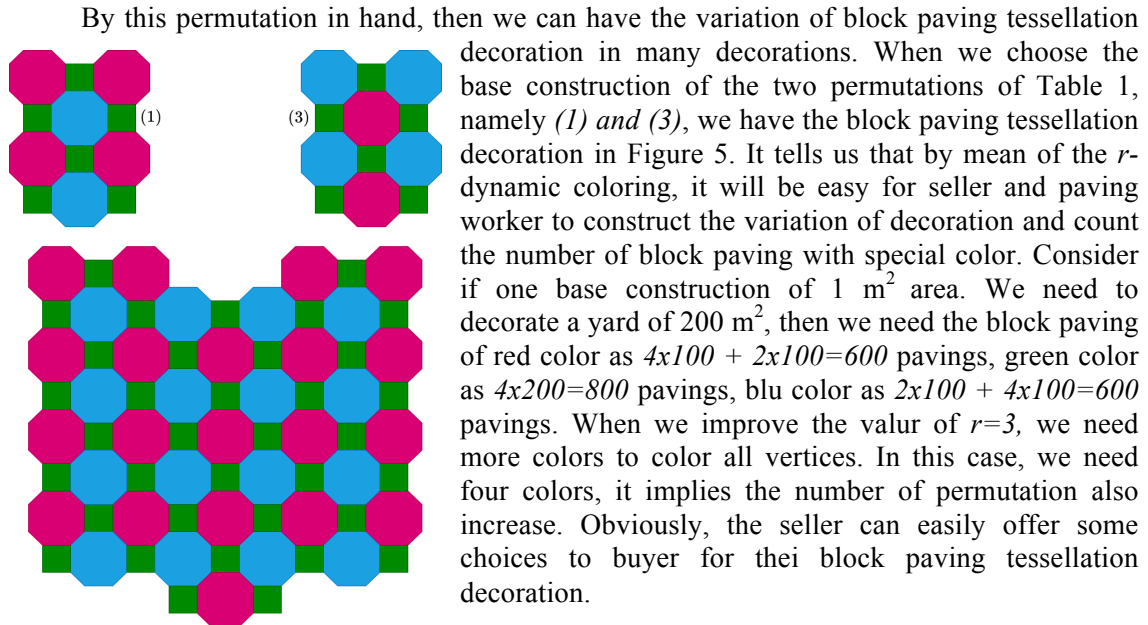 By this permutation in hand, then we can have the variation of block paving tessellation
decoration in many decorations. When we choose the
base construction of the two permutations of Table 1,
(1)
(3)
namely (1) and (3), we have the block paving tessellation
decoration in Figure 5. It tells us that by mean of the r-
dynamic coloring, it will be easy for seller and paving
worker to construct the variation of decoration and count
the number of block paving with special color. Consider
if one base construction of 1 m² area. We need to
decorate a yard of 200 m², then we need the block paving
of red color as 4x100 + 2x100=600 pavings, green color
as 4x200=800 pavings, blu color as 2x100 + 4x100=600
pavings. When we improve the valur of r=3, we need
more colors to color all vertices. In this case, we need
four colors, it implies the number of permutation also
increase. Obviously, the seller can easily offer some
choices to buyer for thei block paving tessellation
decoration.